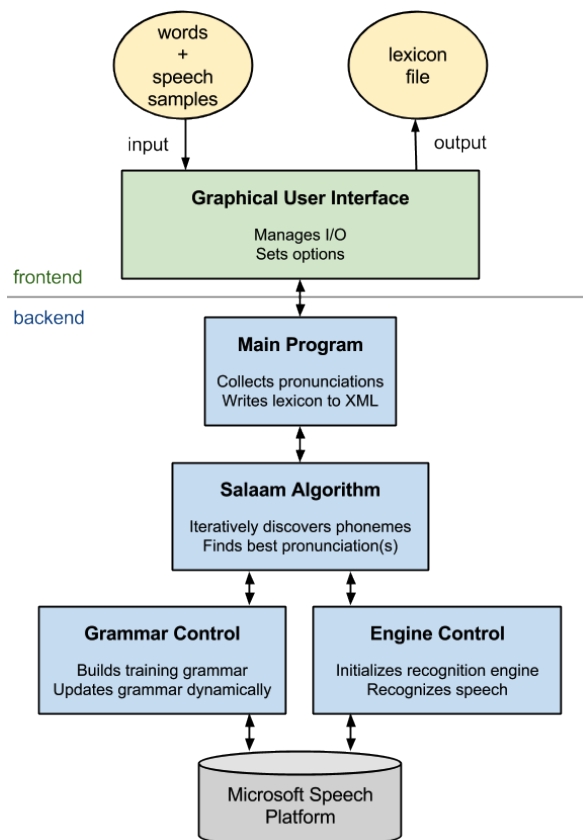 words
+
speech
samples
lexicon
file
input
output
Graphical User Interface
Manages I/O
Sets options
frontend
backend
Main Program
Collects pronunciations
Writes lexicon to XML
Salaam Algorithm
Iteratively discovers phonemes
Finds best pronunciation(s)
Grammar Control
Builds training grammar
Updates grammar dynamically
Engine Control
Initializes recognition engine
Recognizes speech
Microsoft Speech
Platform